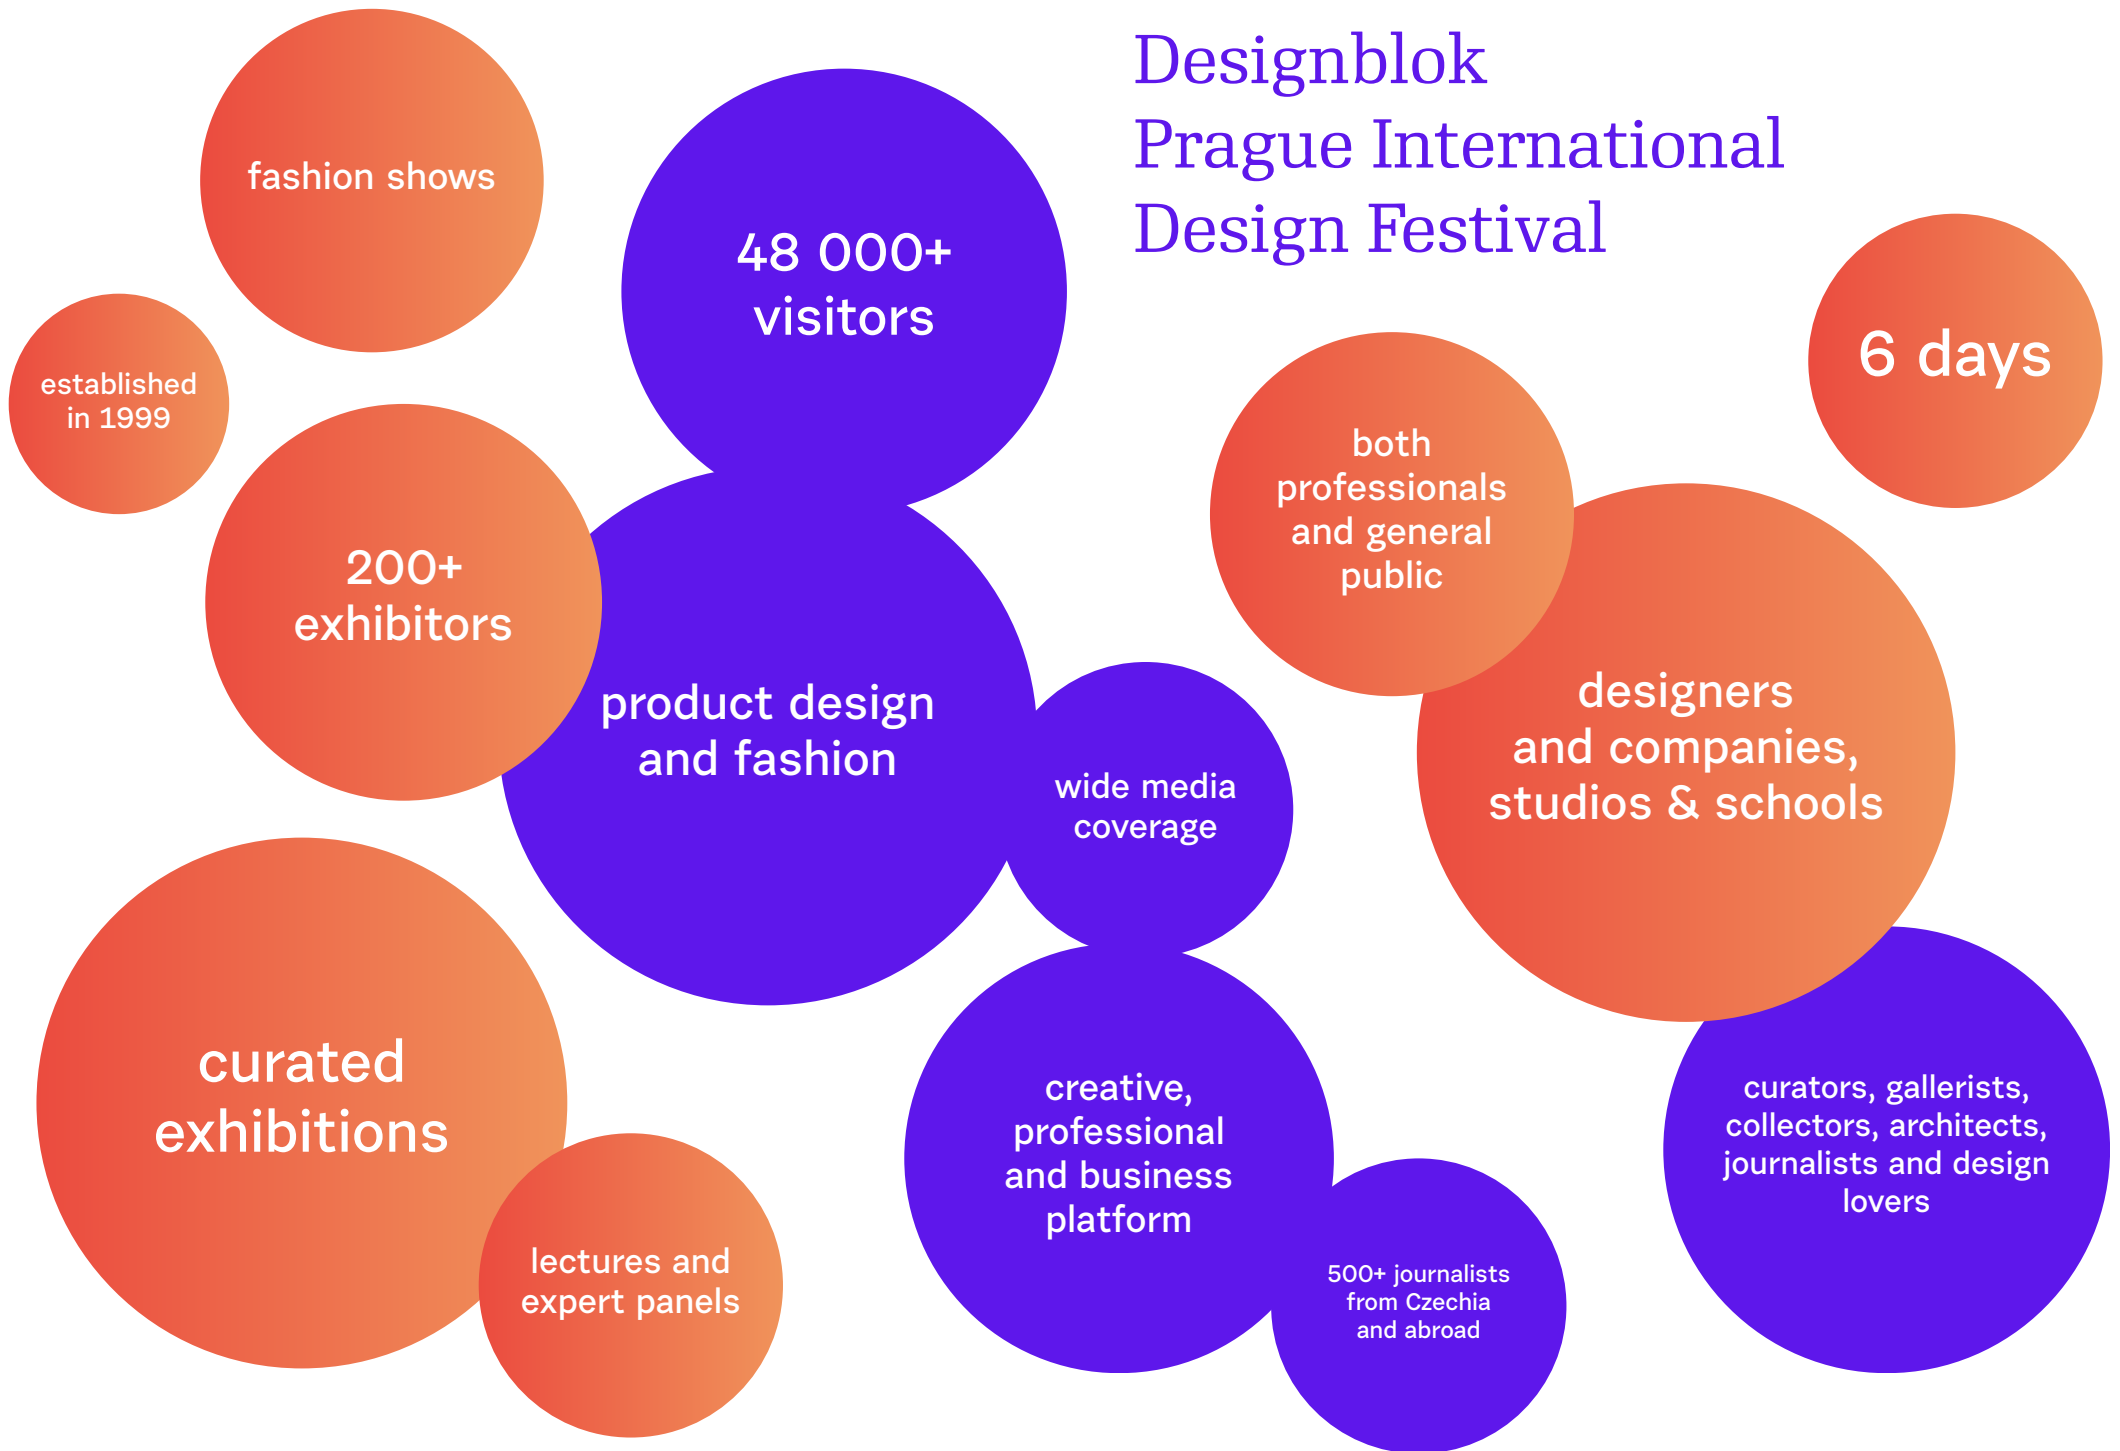 Designblok
Prague International
Design Festival
fashion shows
48 000+
visitors
6 days
established
in 1999
both
professionals
and general
public
200+
exhibitors
product design
and fashion
designers
and companies,
studios & schools
wide media
coverage
curated
exhibitions
creative,
professional
and business
platform
curators, gallerists,
collectors, architects,
journalists and design
lovers
lectures and
expert panels
500+ journalists
from Czechia
and abroad